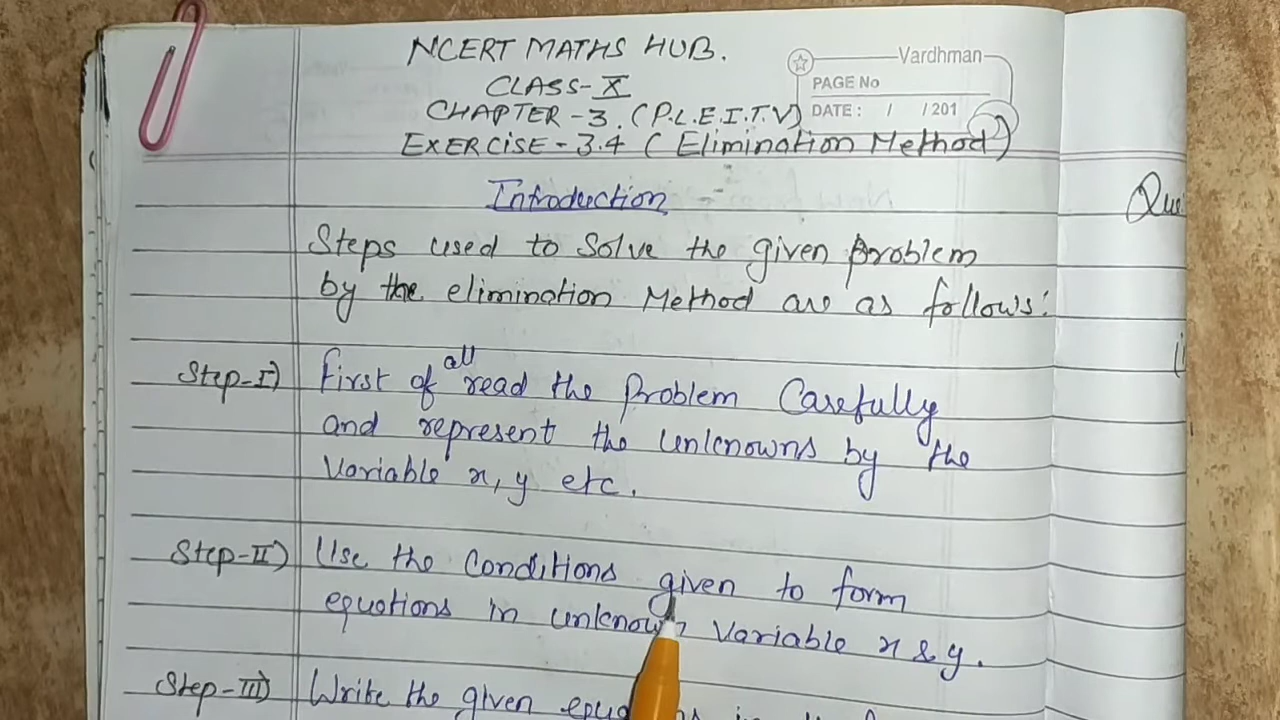 NCERT MATHS HUB.
CLASS-X
CHAPTER-3. (P.L.E.I.T.V)
EXERCISE-3.4 (Elimination Method)
Vardhman
PAGE No
DATE: / /201
Introduction
Steps used to Solve the given problem
by the elimination Method are as follows:
Step-I) First of all read the Problem Carefully
and represent the unknowns by the
Variable x, y etc.
Step-II) Use the Conditions given to form
equations in unknown Variable x & y.
Step-III) Write the given